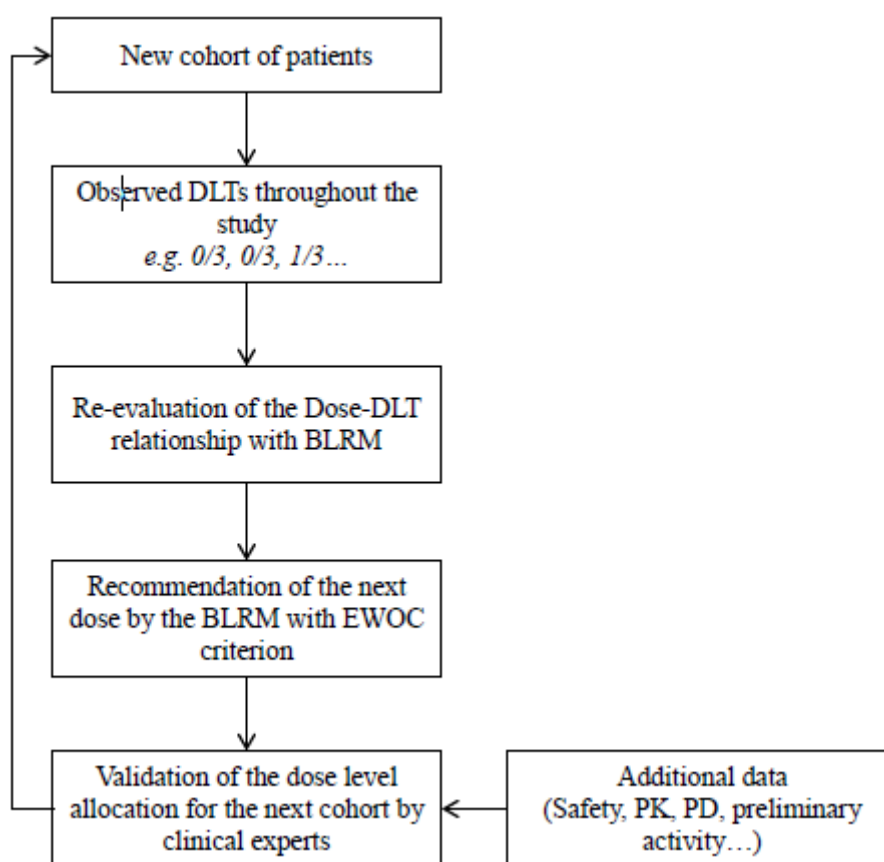 New cohort of patients
Observed DLTs throughout the
study
e.g. 0/3, 0/3, 1/3…
Re-evaluation of the Dose-DLT
relationship with BLRM
Recommendation of the next
dose by the BLRM with EWOC
criterion
Validation of the dose level
allocation for the next cohort by
clinical experts
Additional data
(Safety, PK, PD, preliminary
activity…)